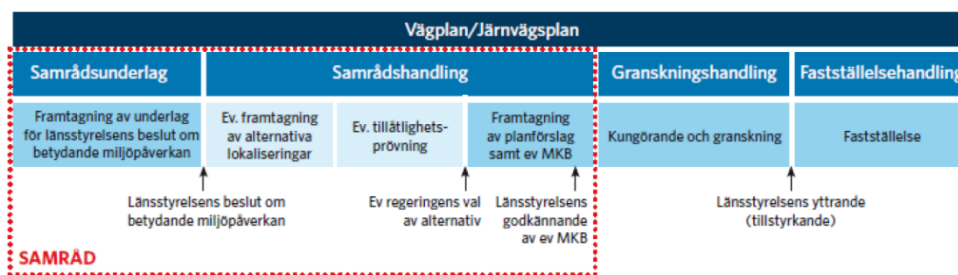 Vägplan/Järnvägsplan
Samrådsunderlag
Samrådshandling
Granskningshandling
Fastställelsehandling
Framtagning av underlag
för länsstyrelsens beslut om
betydande miljöpåverkan
Ev. framtagning
av alternativa
lokaliseringar
Ev. tillåtlighets-
prövning
Framtagning
av planförslag
samt ev MKB
Kungörande och granskning
Fastställelse
Länsstyrelsens beslut om
betydande miljöpåverkan
Ev regeringens val
av alternativ
Länsstyrelsens
godkännande
av ev MKB
Länsstyrelsens yttrande
(tillstyrkande)
SAMRÅD